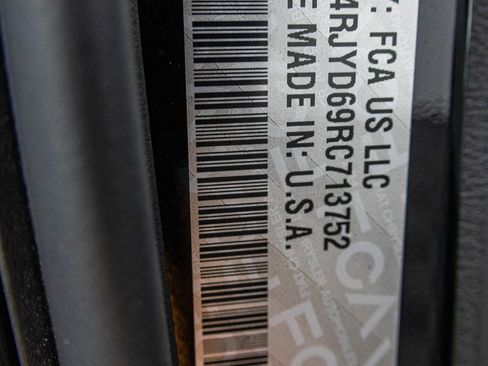 : FCA US LLC
4RJYD69RC713752
E MADE IN: U.S.A.